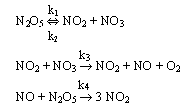 k₁
N₂O₅ ⇔ NO₂ + NO₃
k₂
k₃
NO₂ + NO₃ → NO₂ + NO + O₂
k₄
NO + N₂O₅ → 3 NO₂